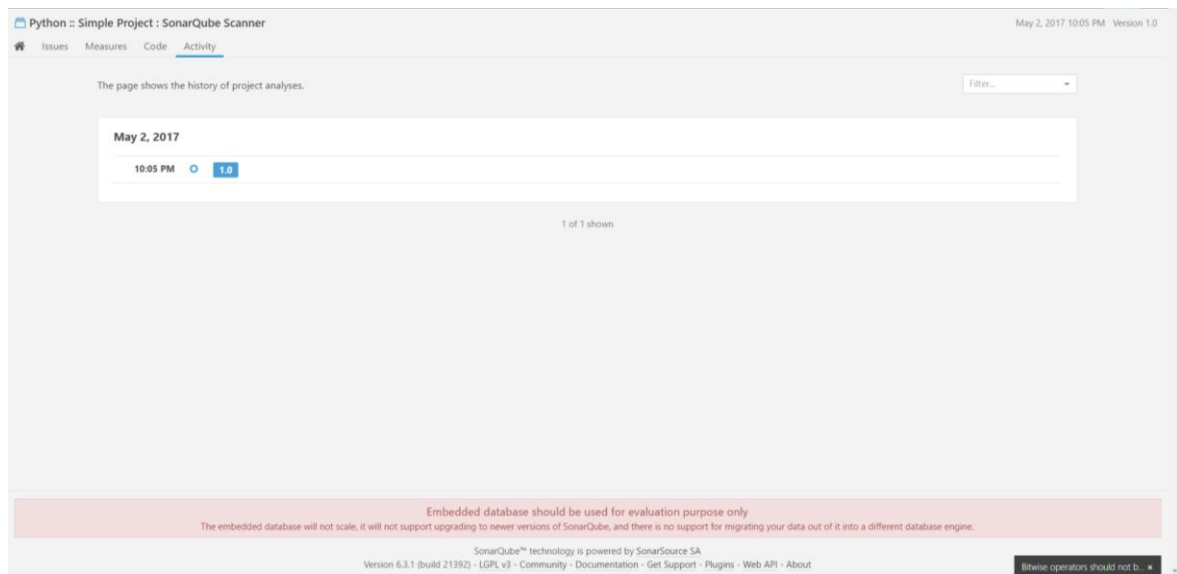 Python :: Simple Project : SonarQube Scanner
May 2, 2017 10:05 PM Version 1.0
Issues Measures Code Activity
The page shows the history of project analyses.
Filter...
May 2, 2017
10:05 PM 1.0
1 of 1 shown
Embedded database should be used for evaluation purpose only
The embedded database will not scale, it will not support upgrading to newer versions of SonarQube, and there is no support for migrating your data out of it into a different database engine.
SonarQube™ technology is powered by SonarSource SA
Version 6.3.1 (build 21392) - LGPL v3 - Community - Documentation - Get Support - Plugins - Web API - About
Bitwise operators should not b... ×